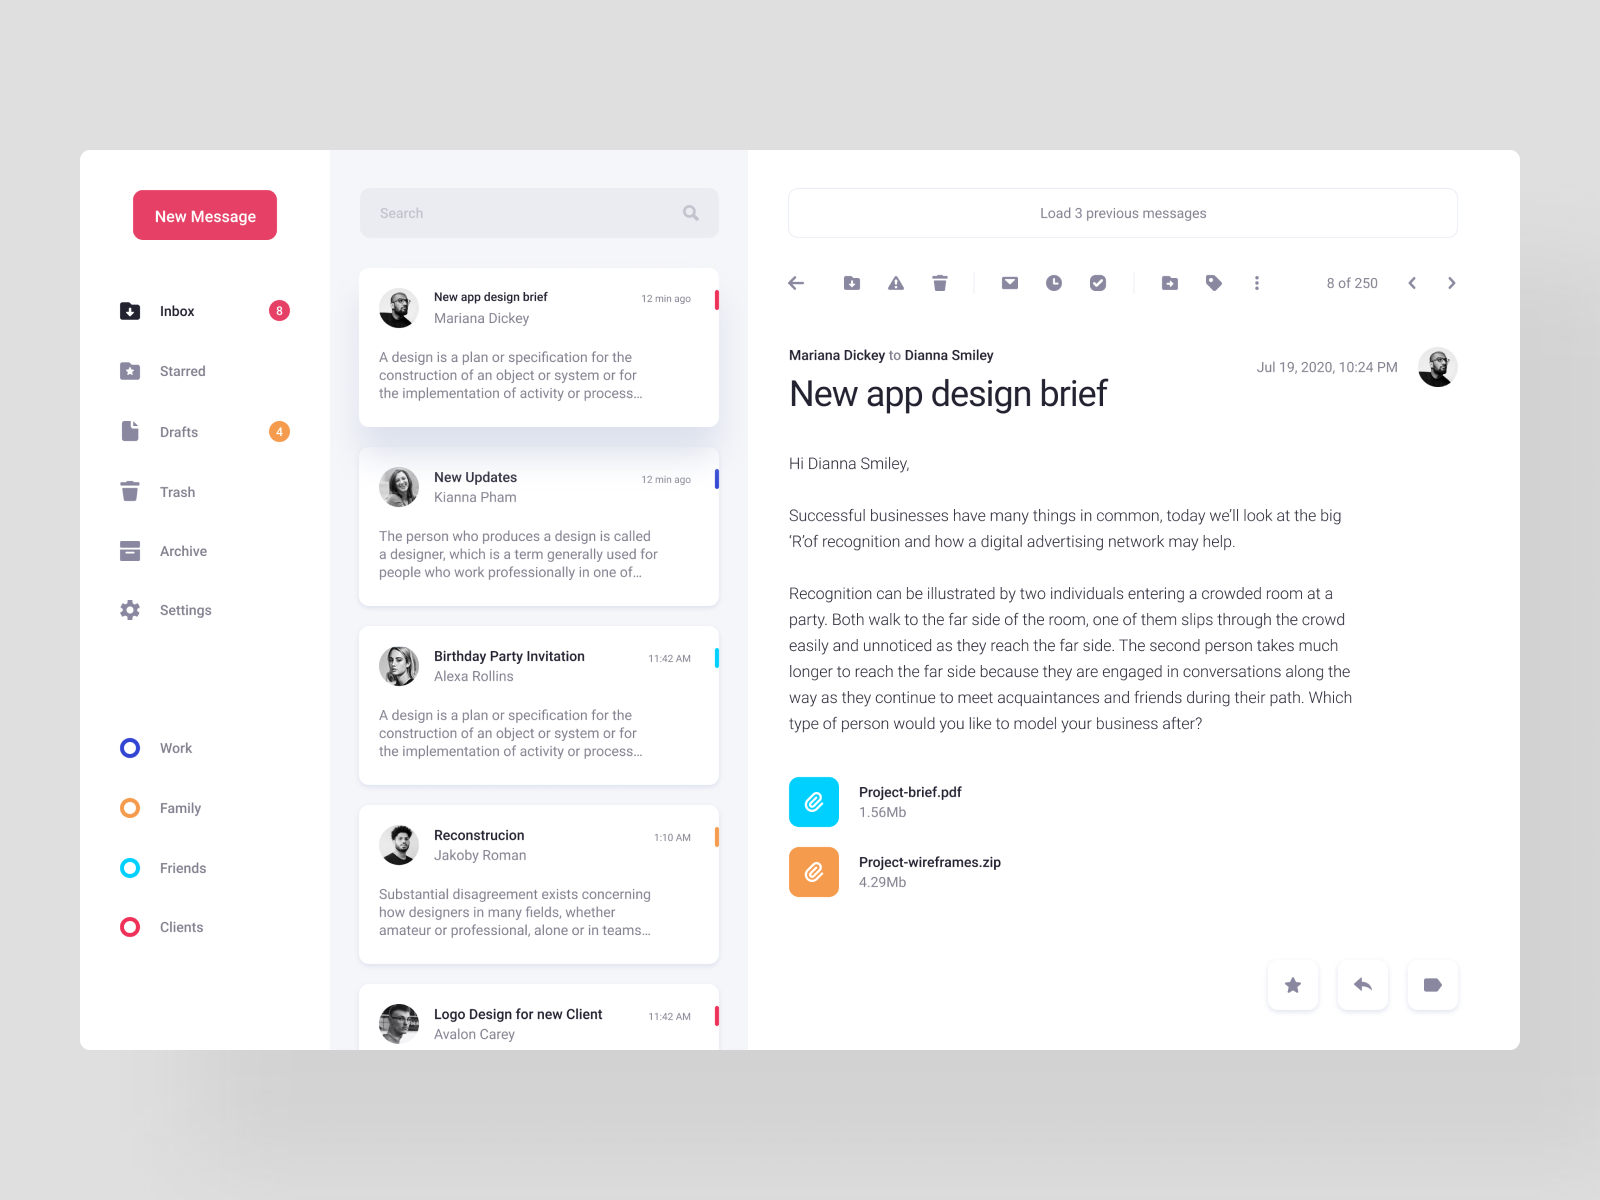 New Message
Inbox
8
Starred
Drafts
4
Trash
Archive
Settings
Work
Family
Friends
Clients
Search
New app design brief
12 min ago
Mariana Dickey
A design is a plan or specification for the
construction of an object or system or for
the implementation of activity or process...
New Updates
12 min ago
Kianna Pham
The person who produces a design is called
a designer, which is a term generally used for
people who work professionally in one of...
Birthday Party Invitation
11:42 AM
Alexa Rollins
A design is a plan or specification for the
construction of an object or system or for
the implementation of activity or process...
Reconstrucion
1:10 AM
Jakoby Roman
Substantial disagreement exists concerning
how designers in many fields, whether
amateur or professional, alone or in teams...
Logo Design for new Client
11:42 AM
Avalon Carey
Load 3 previous messages
8 of 250
Mariana Dickey to Dianna Smiley
Jul 19, 2020, 10:24 PM
New app design brief
Hi Dianna Smiley,
Successful businesses have many things in common, today we’ll look at the big
‘R’of recognition and how a digital advertising network may help.
Recognition can be illustrated by two individuals entering a crowded room at a
party. Both walk to the far side of the room, one of them slips through the crowd
easily and unnoticed as they reach the far side. The second person takes much
longer to reach the far side because they are engaged in conversations along the
way as they continue to meet acquaintances and friends during their path. Which
type of person would you like to model your business after?
Project-brief.pdf
1.56Mb
Project-wireframes.zip
4.29Mb